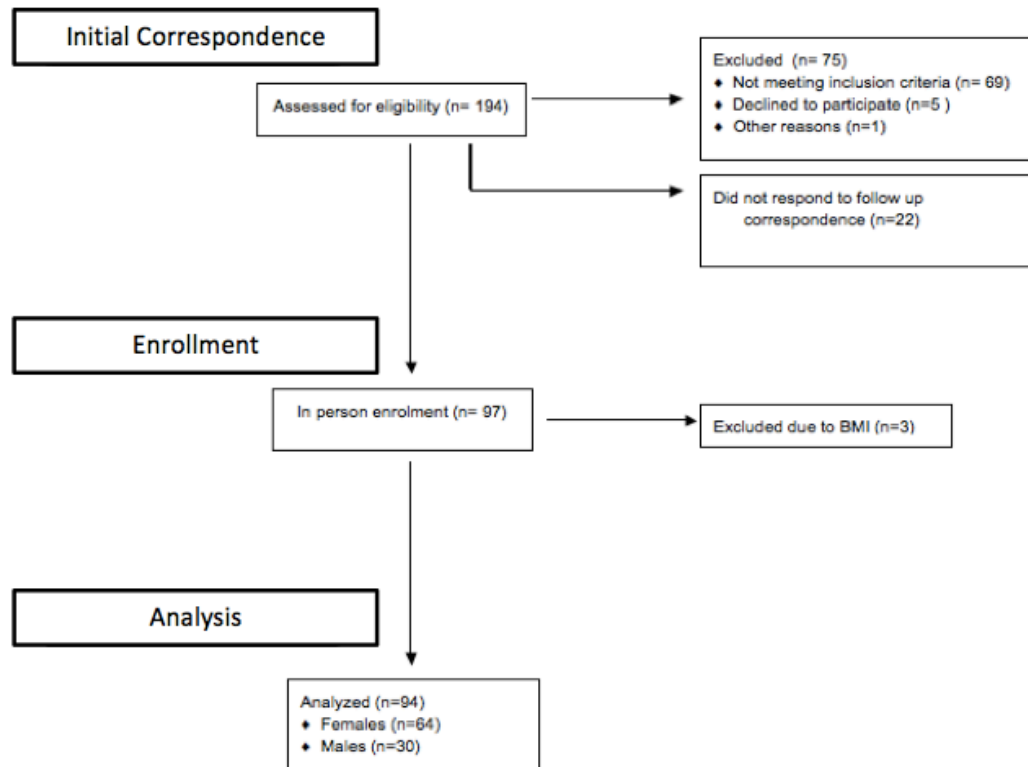 Initial Correspondence
Assessed for eligibility (n= 194)
Excluded (n= 75)
♦ Not meeting inclusion criteria (n= 69)
♦ Declined to participate (n=5 )
♦ Other reasons (n=1)
Did not respond to follow up
correspondence (n=22)
Enrollment
In person enrolment (n= 97)
Excluded due to BMI (n=3)
Analysis
Analyzed (n=94)
♦ Females (n=64)
♦ Males (n=30)